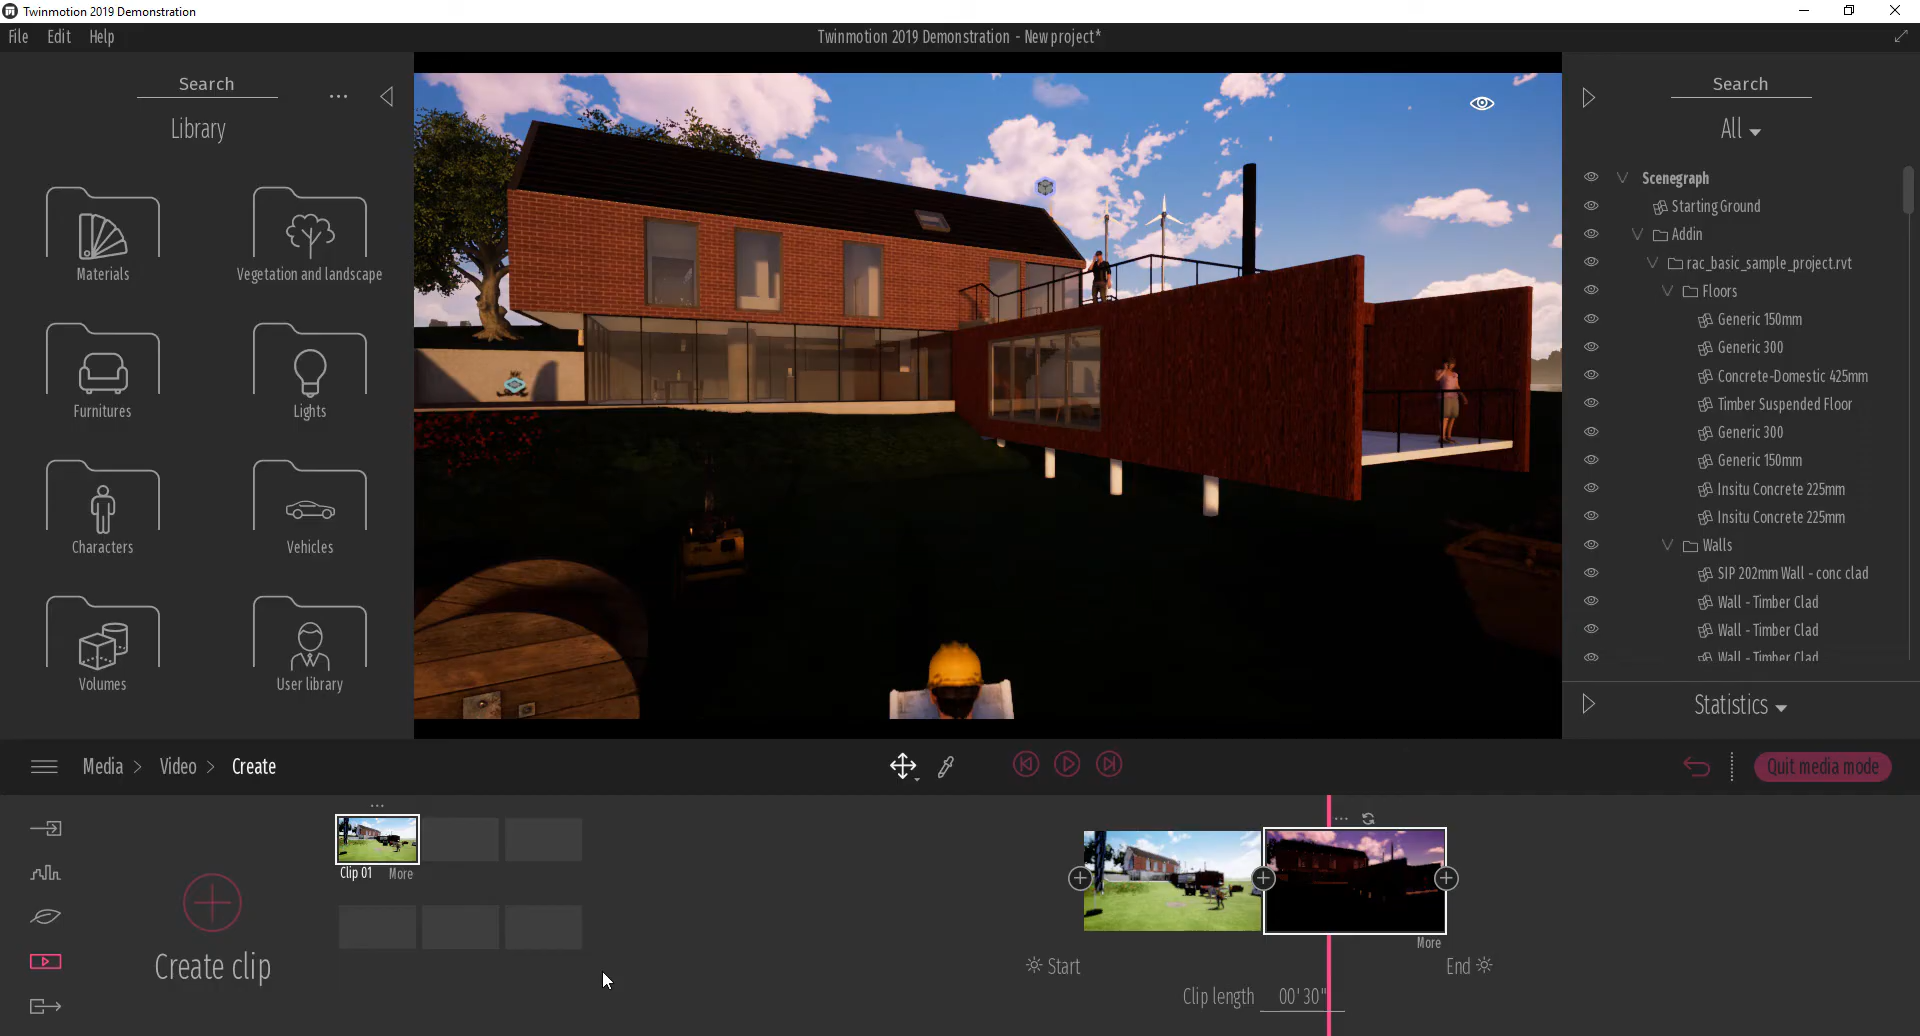 Twinmotion 2019 Demonstration
File Edit Help
Twinmotion 2019 Demonstration - New project*
Search
Library
Materials
Vegetation and landscape
Furnitures
Lights
Characters
Vehicles
Volumes
User library
Search
All
Scenegraph
Starting Ground
Addin
rac_basic_sample_project.rvt
Floors
Generic 150mm
Generic 300
Concrete-Domestic 425mm
Timber Suspended Floor
Generic 300
Generic 150mm
Insitu Concrete 225mm
Insitu Concrete 225mm
Walls
SIP 202mm Wall - conc clad
Wall - Timber Clad
Wall - Timber Clad
Wall - Timber Clad
Statistics
Media > Video > Create
Quit media mode
Create clip
Clip 01 More
More
Start
End
Clip length 00' 30"